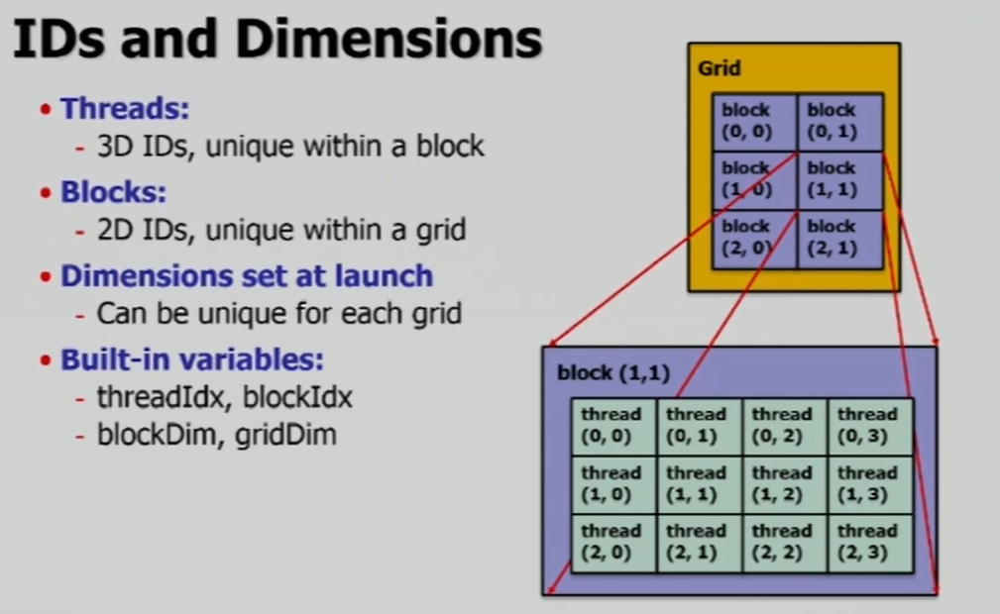 IDs and Dimensions
• Threads:
- 3D IDs, unique within a block
• Blocks:
- 2D IDs, unique within a grid
• Dimensions set at launch
- Can be unique for each grid
• Built-in variables:
- threadIdx, blockIdx
- blockDim, gridDim
Grid
block block
(0, 0) (0, 1)
block block
(1, 0) (1, 1)
block block
(2, 0) (2, 1)
block (1,1)
thread thread thread thread
(0, 0) (0, 1) (0, 2) (0, 3)
thread thread thread thread
(1, 0) (1, 1) (1, 2) (1, 3)
thread thread thread thread
(2, 0) (2, 1) (2, 2) (2, 3)